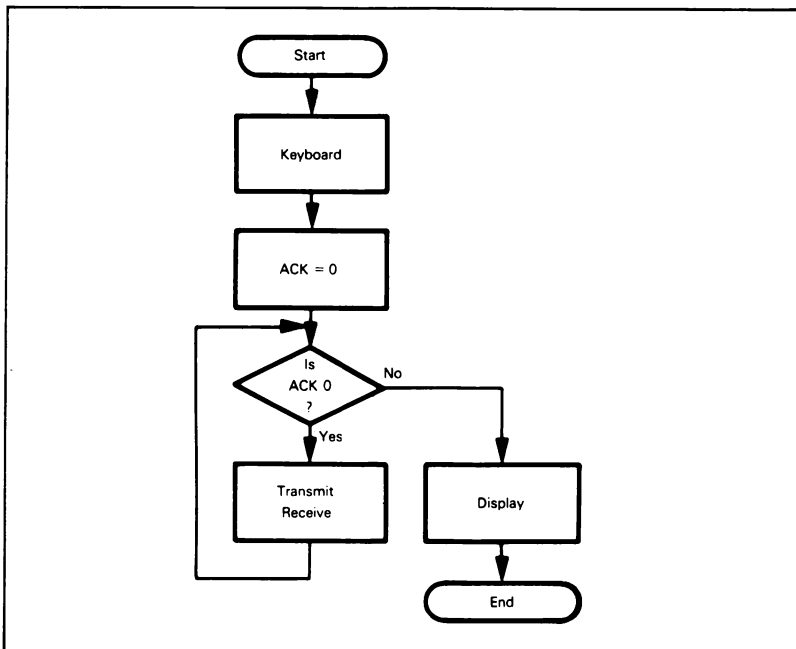 Start
Keyboard
ACK = 0
Is
ACK 0
?
No
Yes
Transmit
Receive
Display
End